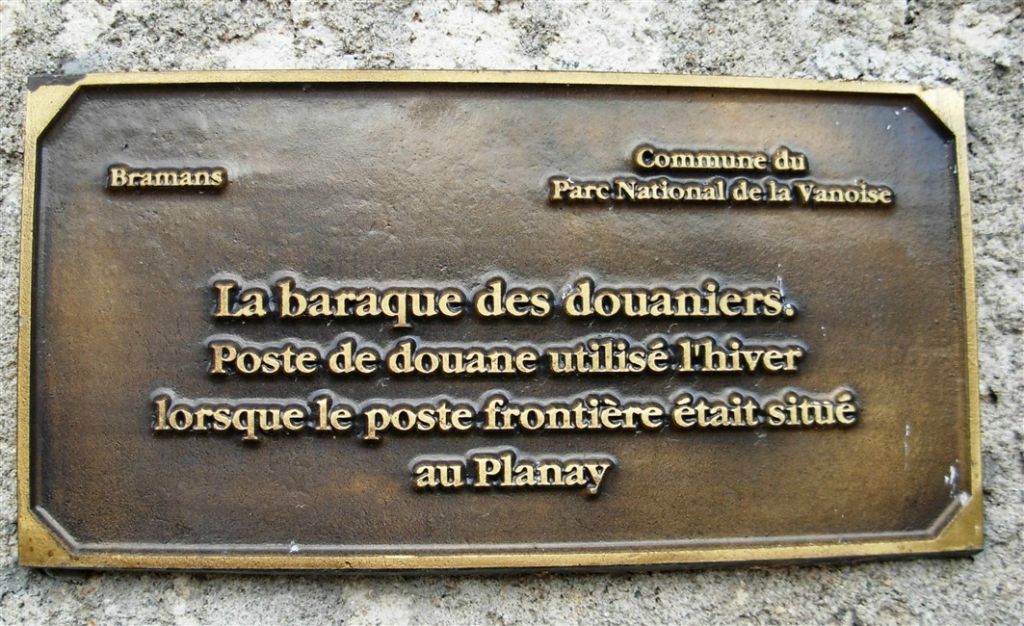 Bramans
Commune du
Parc National de la Vanoise
La baraque des douaniers.
Poste de douane utilisé l'hiver
lorsque le poste frontière était situé
au Planay